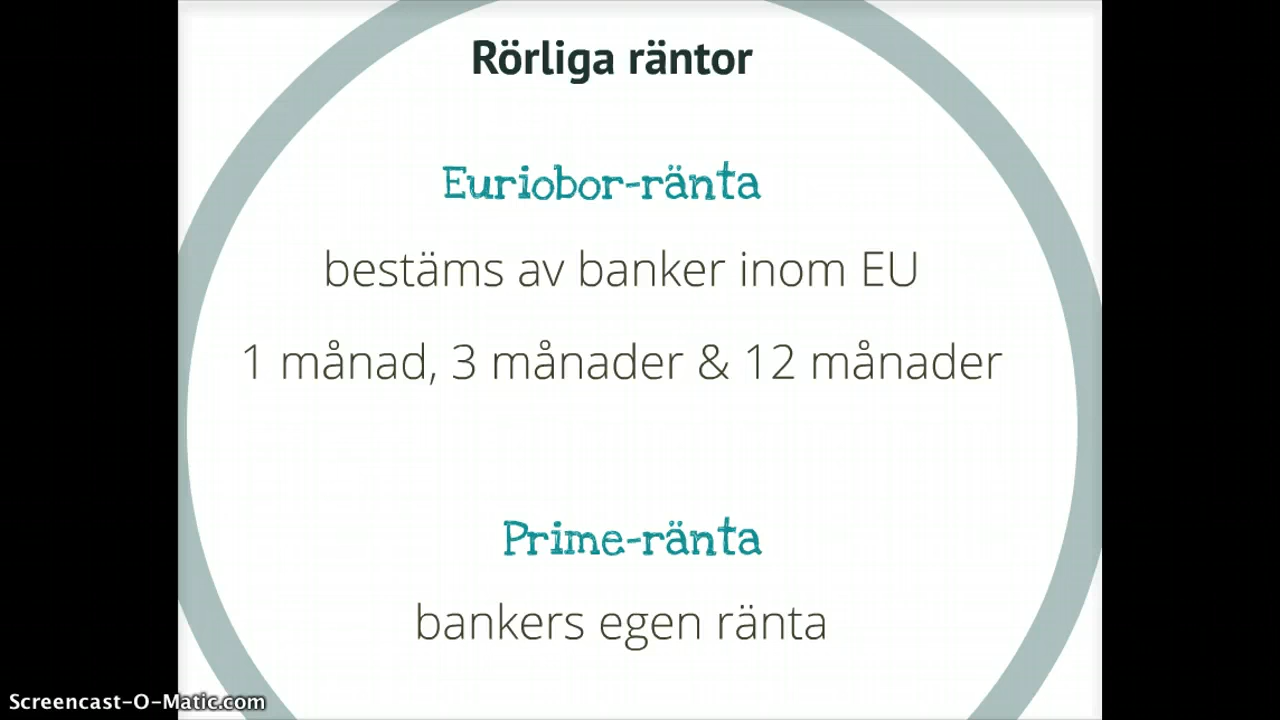 Rörliga räntor
Euriobor-ränta
bestäms av banker inom EU
1 månad, 3 månader & 12 månader
Prime-ränta
bankers egen ränta
Screencast-O-Matic.com